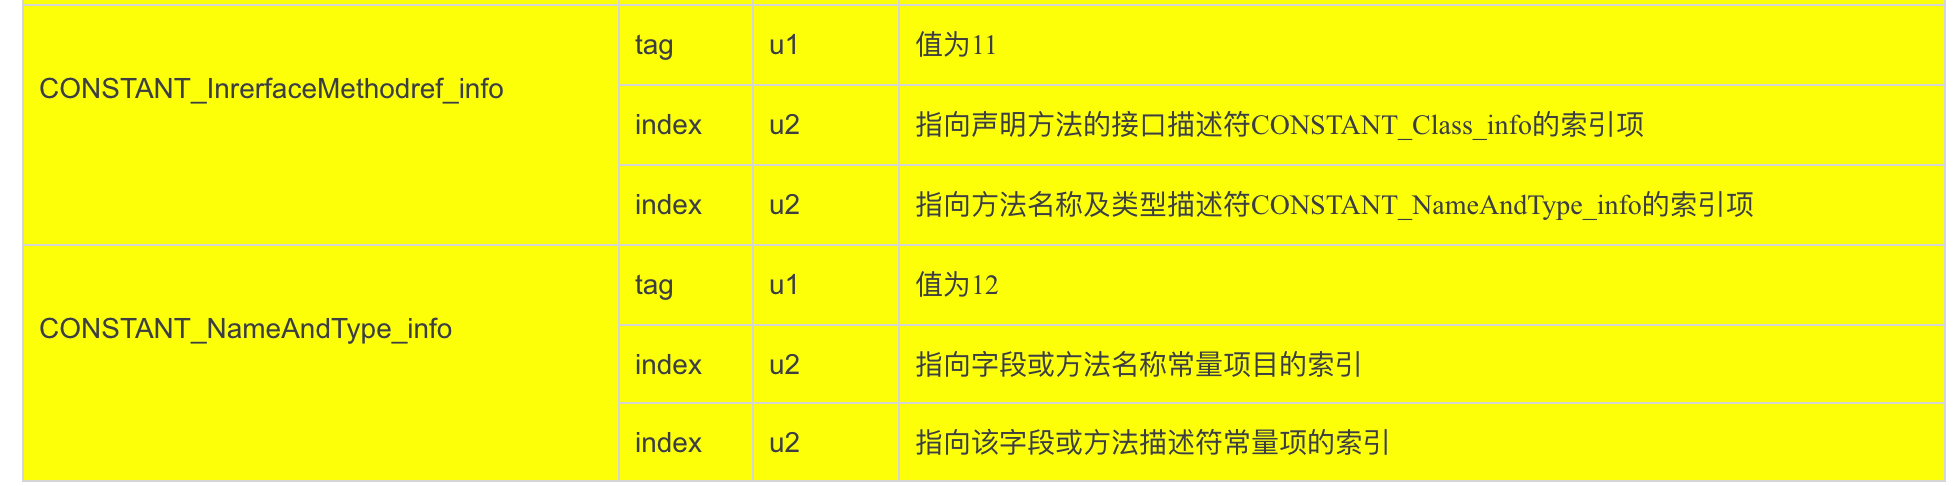 tag u1 值为11
CONSTANT_InrerfaceMethodref_info
index u2 指向声明方法的接口描述符CONSTANT_Class_info的索引项
index u2 指向方法名称及类型描述符CONSTANT_NameAndType_info的索引项
tag u1 值为12
CONSTANT_NameAndType_info
index u2 指向字段或方法名称常量项目的索引
index u2 指向该字段或方法描述符常量项的索引